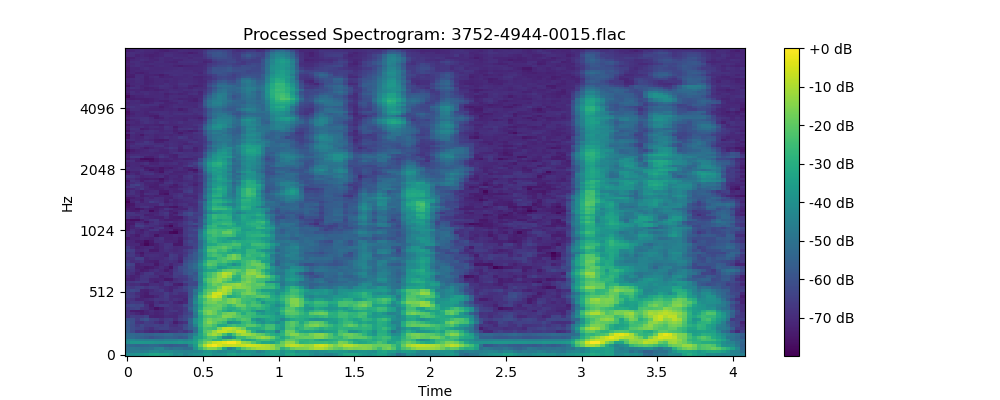 Processed Spectrogram: 3752-4944-0015.flac
Hz
4096
2048
1024
512
0
0 0.5 1 1.5 2 2.5 3 3.5 4
Time
+0 dB
-10 dB
-20 dB
-30 dB
-40 dB
-50 dB
-60 dB
-70 dB